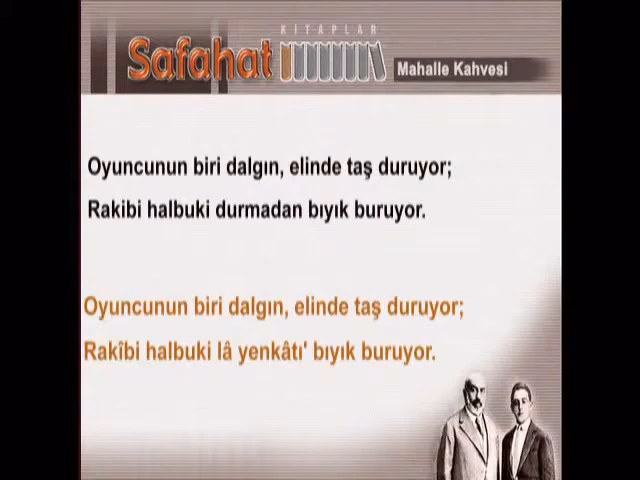 KİTAPLAR
Safahat
Mahalle Kahvesi
Oyuncunun biri dalgın, elinde taş duruyor;
Rakibi halbuki durmadan bıyık buruyor.
Oyuncunun biri dalgın, elinde taş duruyor;
Rakîbi halbuki lâ yenkâtı' bıyık buruyor.